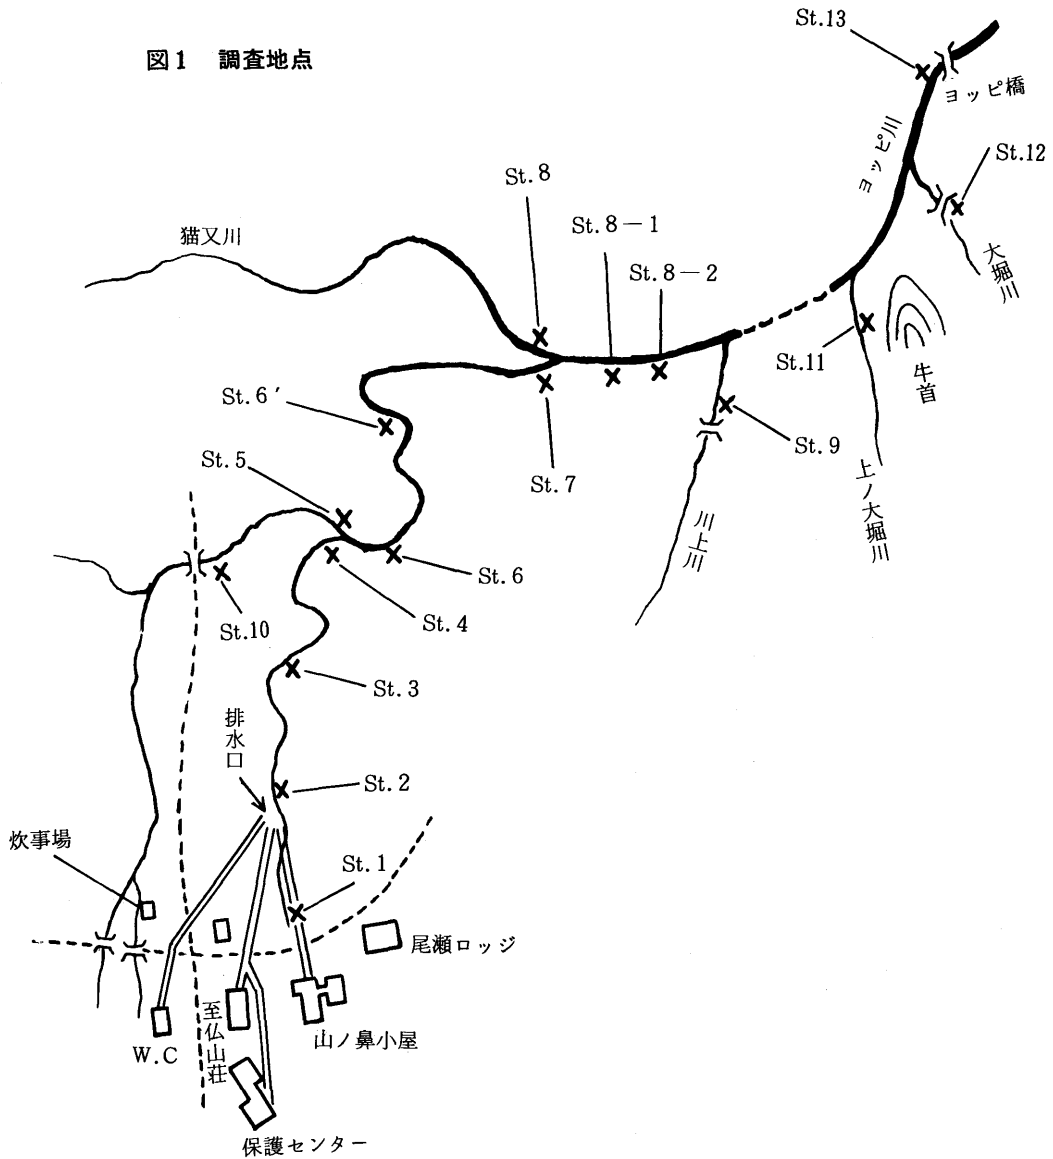 図1 調査地点
St.13
ヨッピ橋
ヨッピ川
St.12
St.8
St.8-1
猫又川
St.8-2
大堀川
St.11
牛首
St.6′
St.9
St.5
St.7
上ノ大堀川
川上川
St.6
St.4
St.10
St.3
排水口
St.2
炊事場
St.1
尾瀬ロッジ
山ノ鼻小屋
至仏山荘
W.C
保護センター